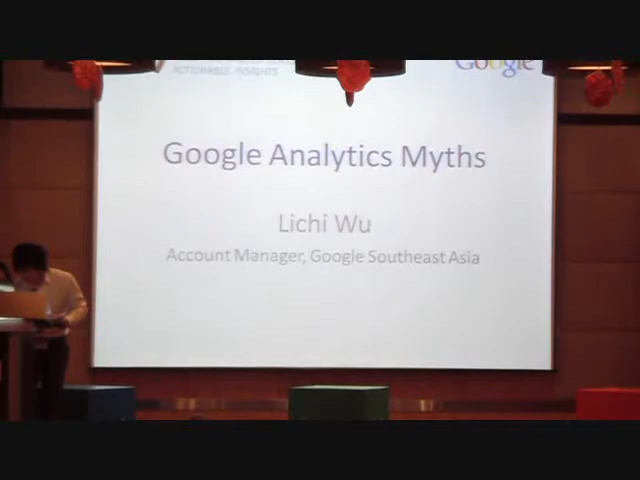 ACTIONABLE. INSIGHTS
Google
Google Analytics Myths
Lichi Wu
Account Manager, Google Southeast Asia